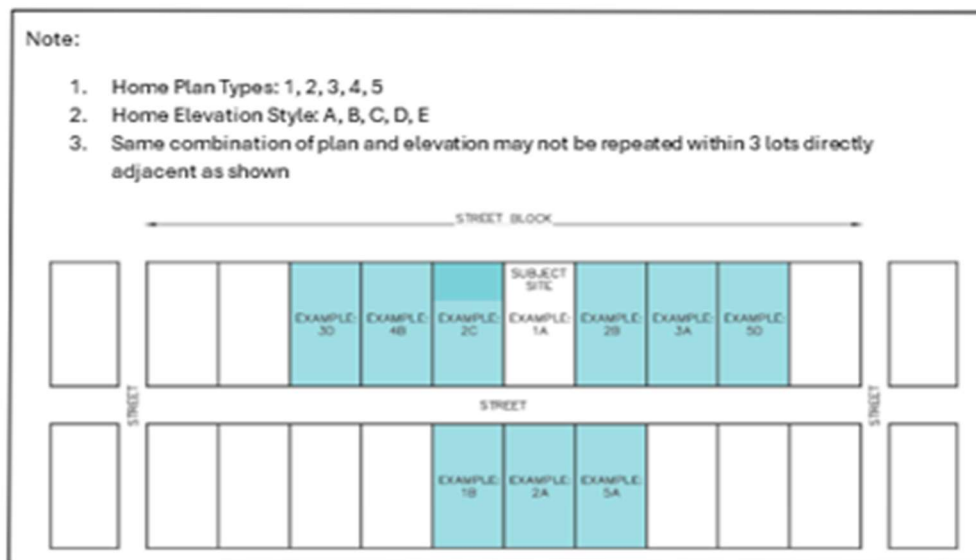 Note:
1. Home Plan Types: 1, 2, 3, 4, 5
2. Home Elevation Style: A, B, C, D, E
3. Same combination of plan and elevation may not be repeated within 3 lots directly
adjacent as shown
STREET BLOCK
SUBJECT
SITE
EXAMPLE: 3D
EXAMPLE: 4B
EXAMPLE: 2C
EXAMPLE: 1A
EXAMPLE: 2B
EXAMPLE: 3A
EXAMPLE: 5D
STREET
STREET
STREET
EXAMPLE: 1B
EXAMPLE: 2A
EXAMPLE: 5A